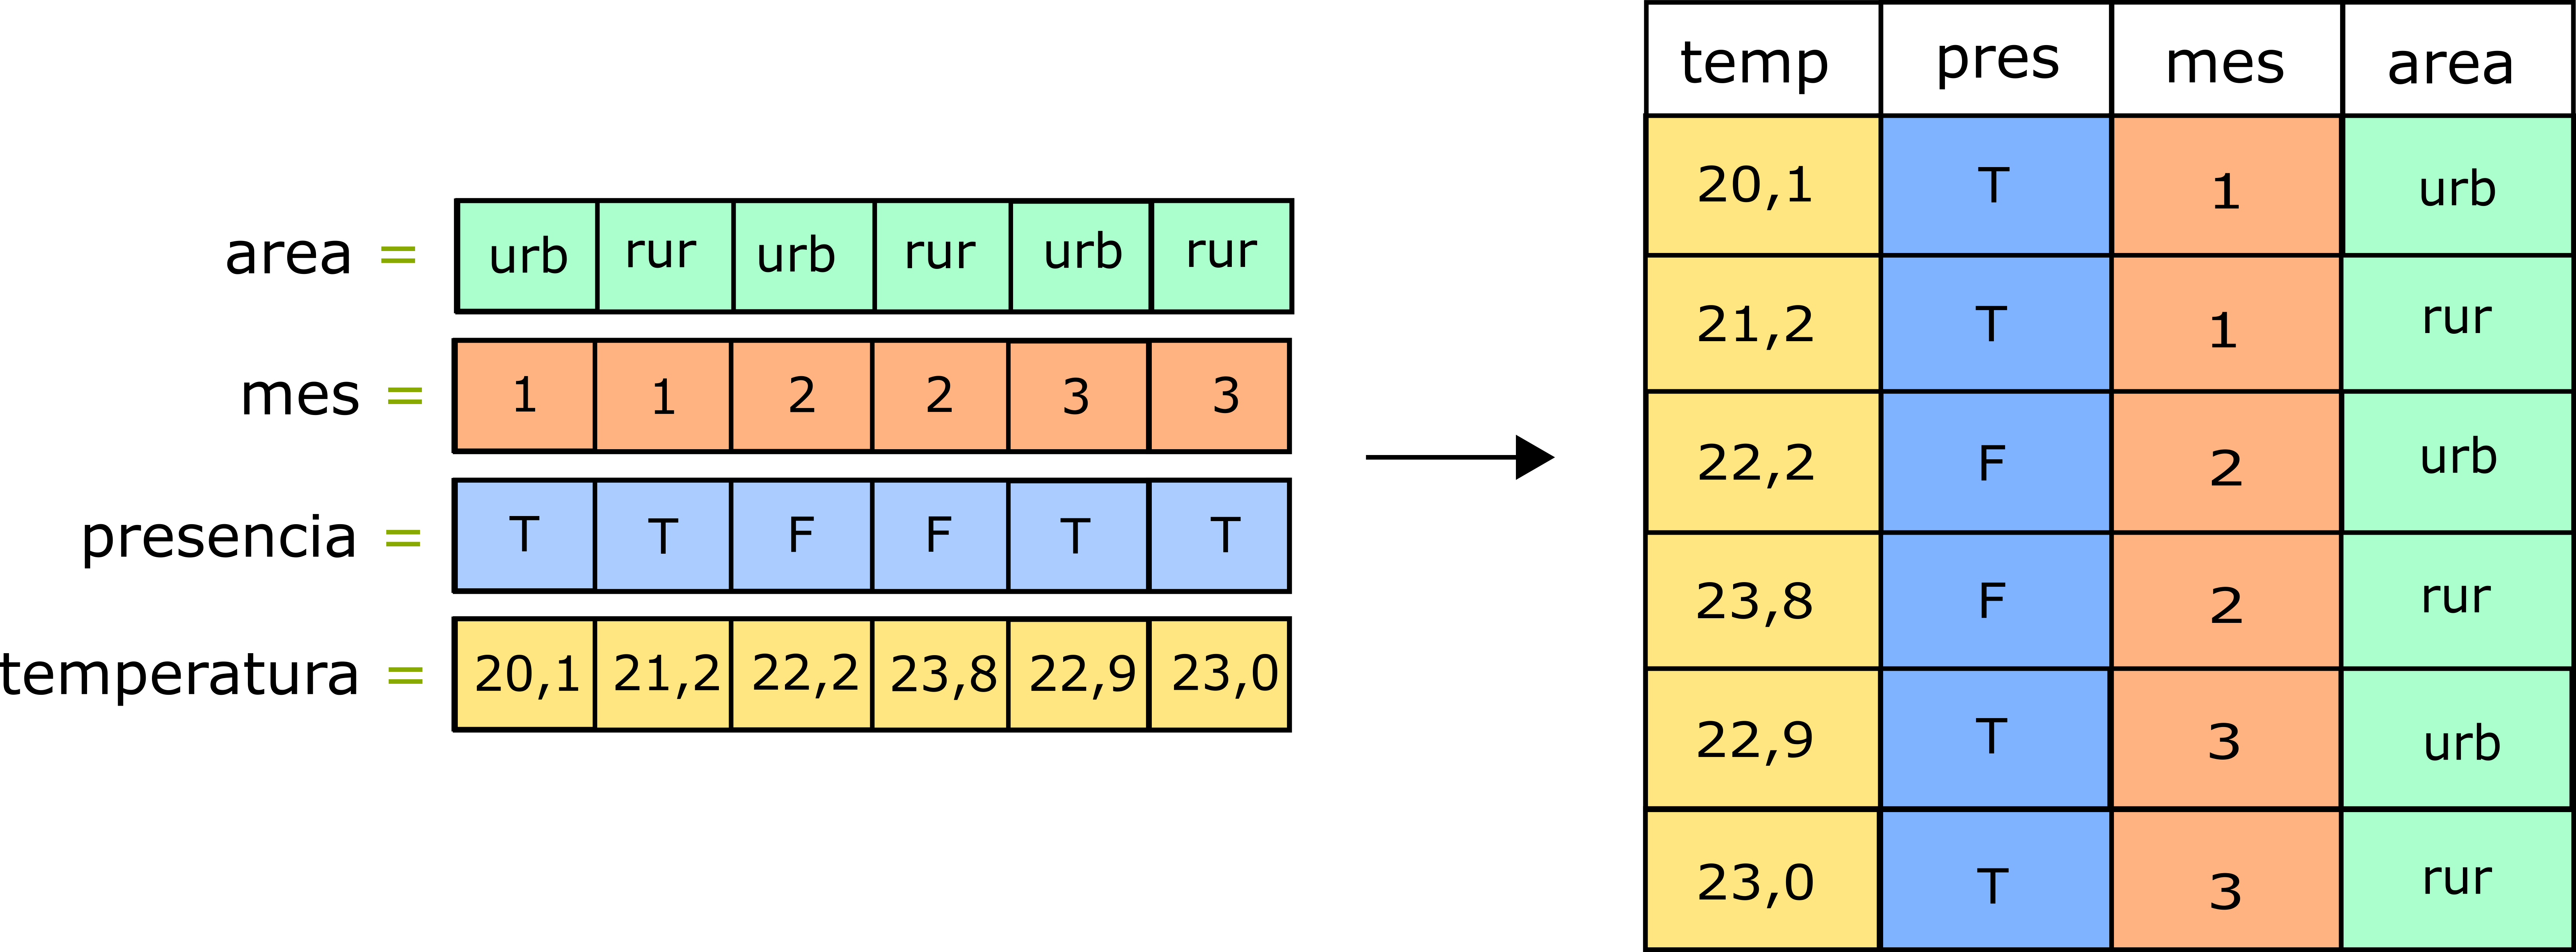 area = urb rur urb rur urb rur
mes = 1 1 2 2 3 3
presencia = T T F F T T
temperatura = 20,1 21,2 22,2 23,8 22,9 23,0
temp pres mes area
20,1 T 1 urb
21,2 T 1 rur
22,2 F 2 urb
23,8 F 2 rur
22,9 T 3 urb
23,0 T 3 rur